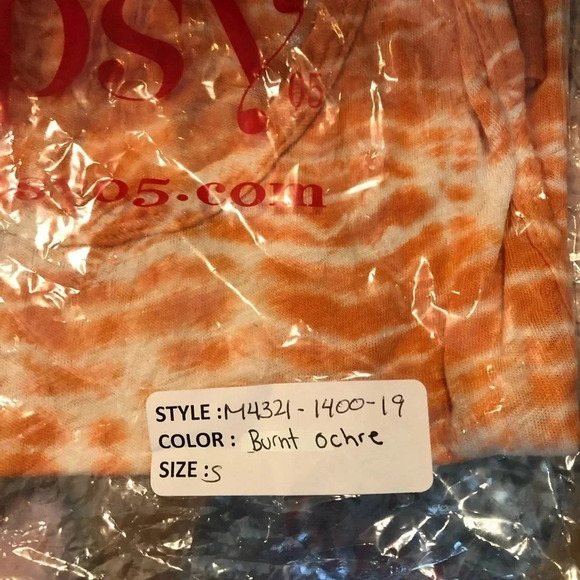 psy
05
sy05.com
STYLE : M4321-1400-19
COLOR : Burnt ochre
SIZE : S